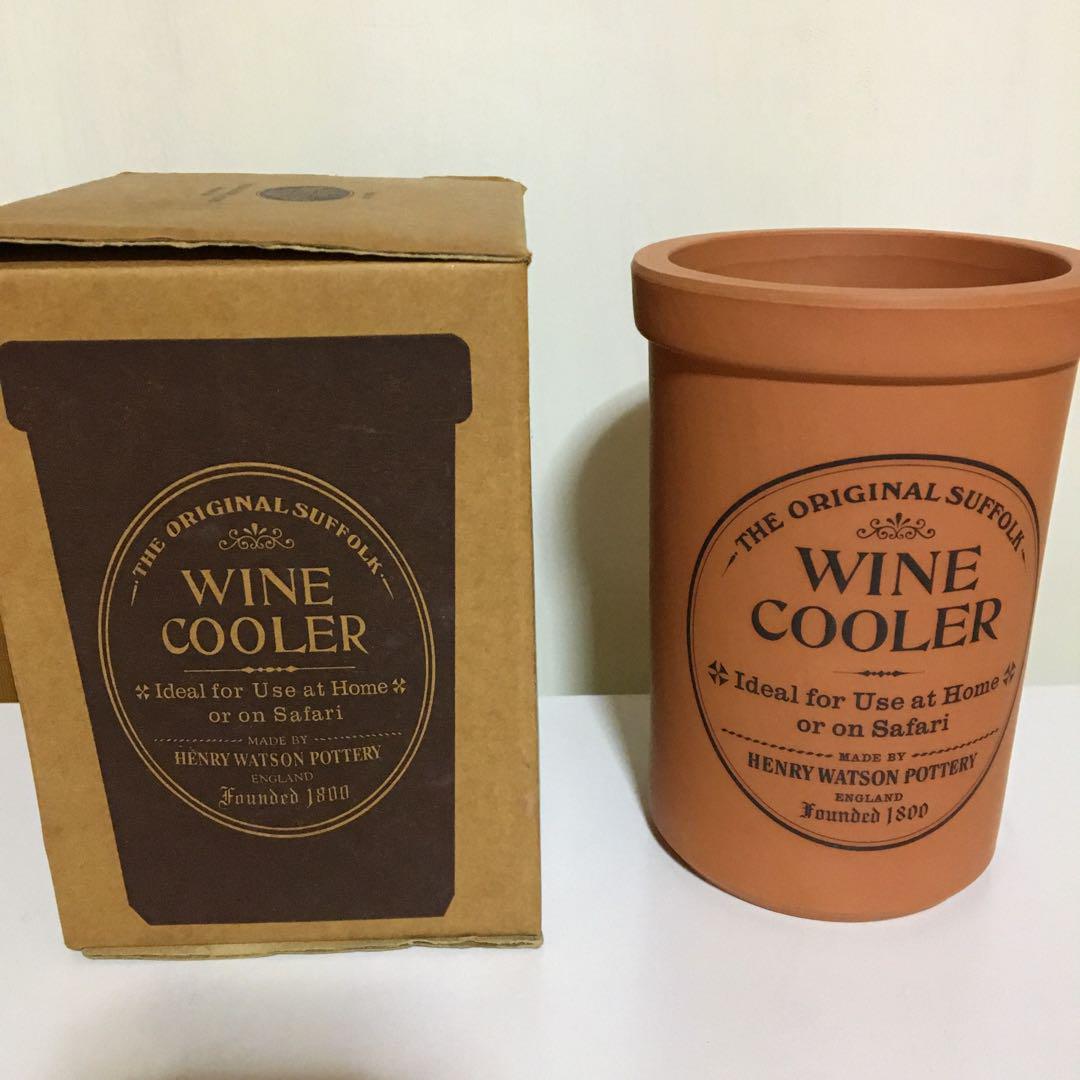 THE ORIGINAL SUFFOLK
WINE
COOLER
Ideal for Use at Home
or on Safari
MADE BY
HENRY WATSON POTTERY
ENGLAND
Founded 1800
THE ORIGINAL SUFFOLK
WINE
COOLER
Ideal for Use at Home
or on Safari
MADE BY
HENRY WATSON POTTERY
ENGLAND
Founded 1800